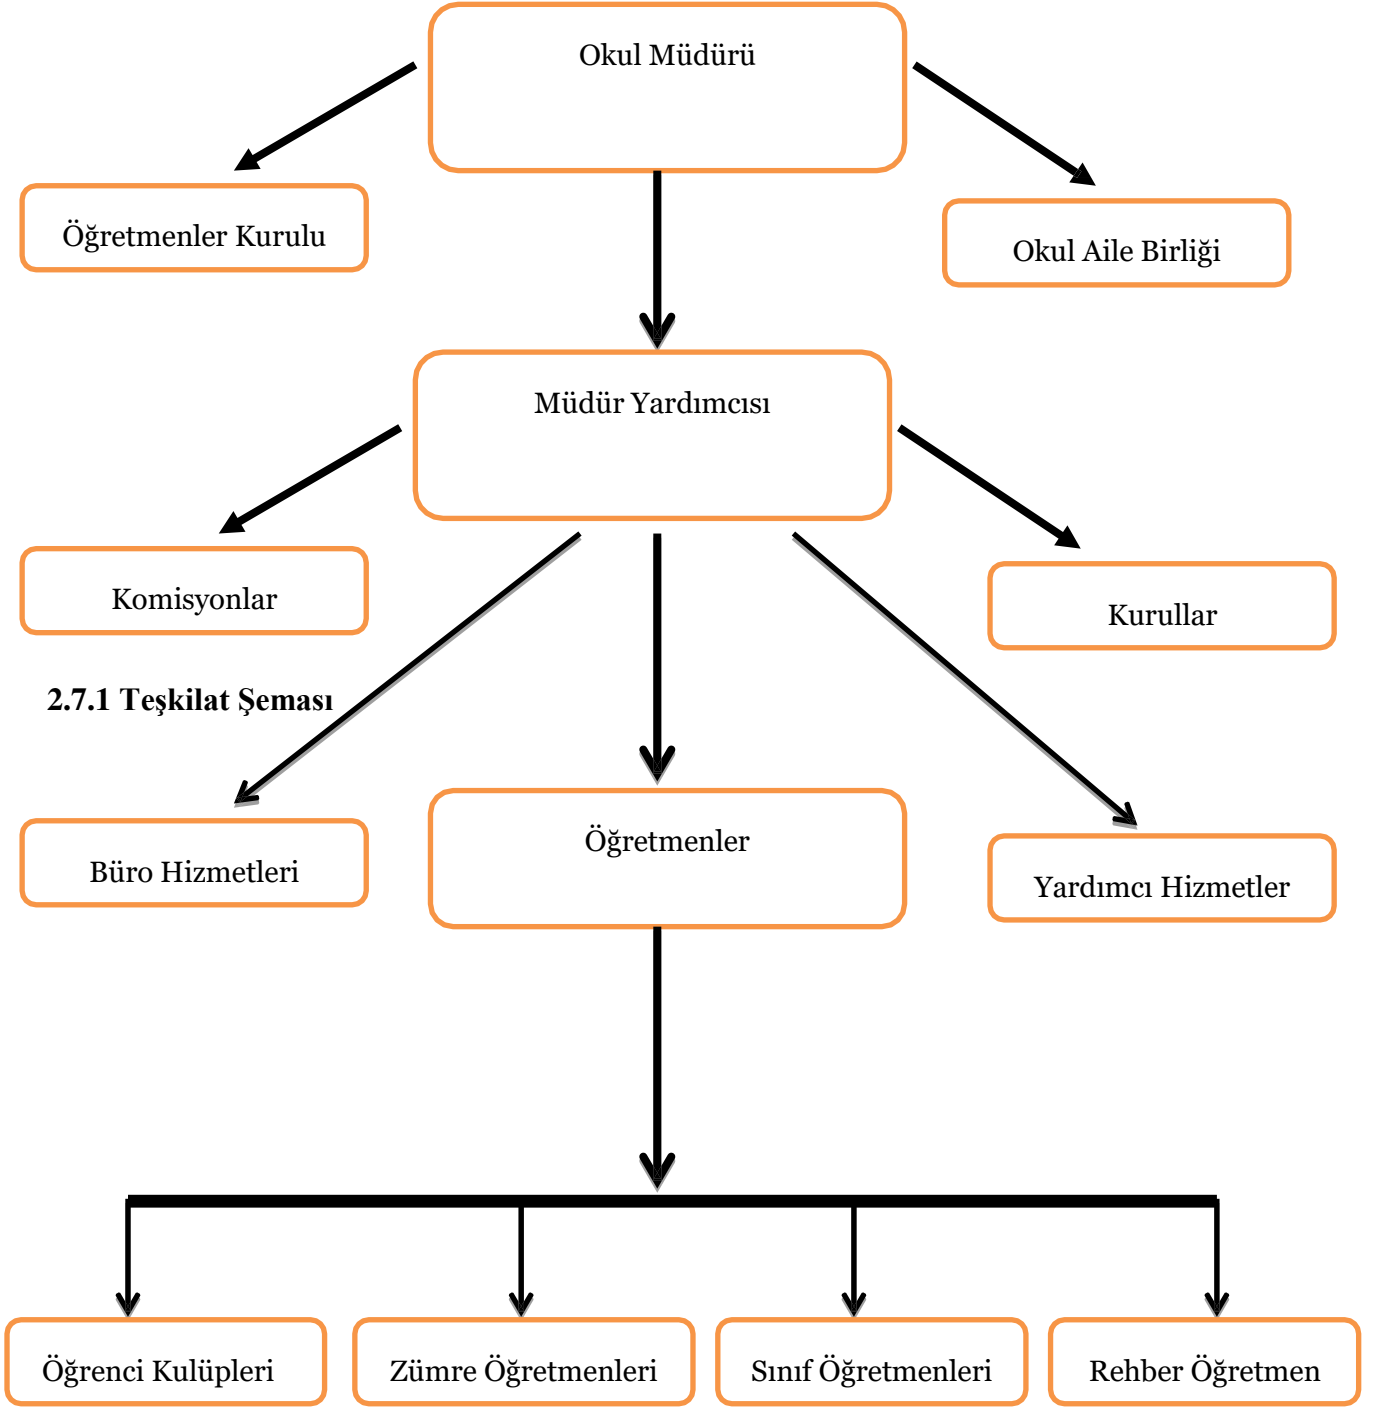 Okul Müdürü
Öğretmenler Kurulu
Okul Aile Birliği
Müdür Yardımcısı
Komisyonlar
Kurullar
2.7.1 Teşkilat Şeması
Öğretmenler
Büro Hizmetleri
Yardımcı Hizmetler
Öğrenci Kulüpleri
Zümre Öğretmenleri
Sınıf Öğretmenleri
Rehber Öğretmen